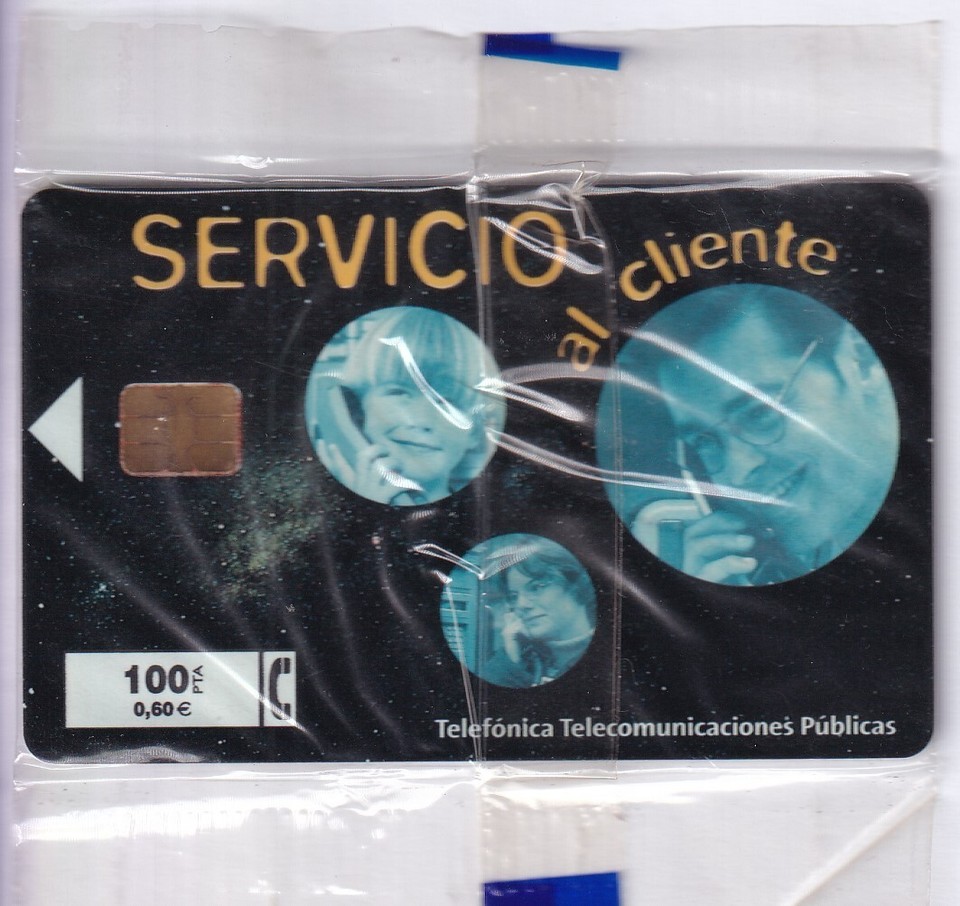 SERVICIO
al cliente
100 PTA
0,60 €
Telefónica Telecomunicaciones Públicas